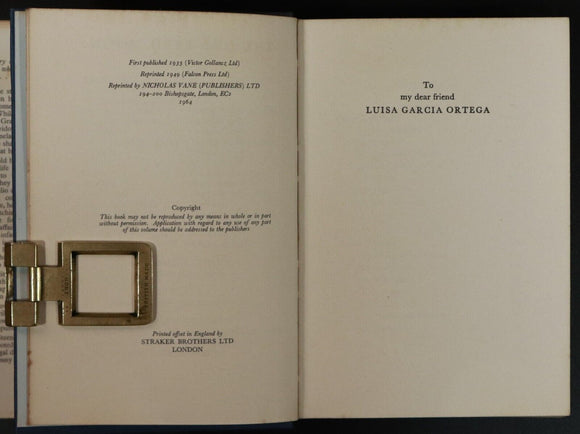 First published 1933 (Victor Gollancz Ltd)
Reprinted 1949 (Falcon Press Ltd)
Reprinted by NICHOLAS VANE (PUBLISHERS) LTD
194-200 Bishopsgate, London, EC2
1964
Copyright
This book may not be reproduced by any means in whole or in part
without permission. Application with regard to any use of any part
of this volume should be addressed to the publishers
Printed offset in England by
STRAKER BROTHERS LTD
LONDON
To
my dear friend
LUISA GARCIA ORTEGA